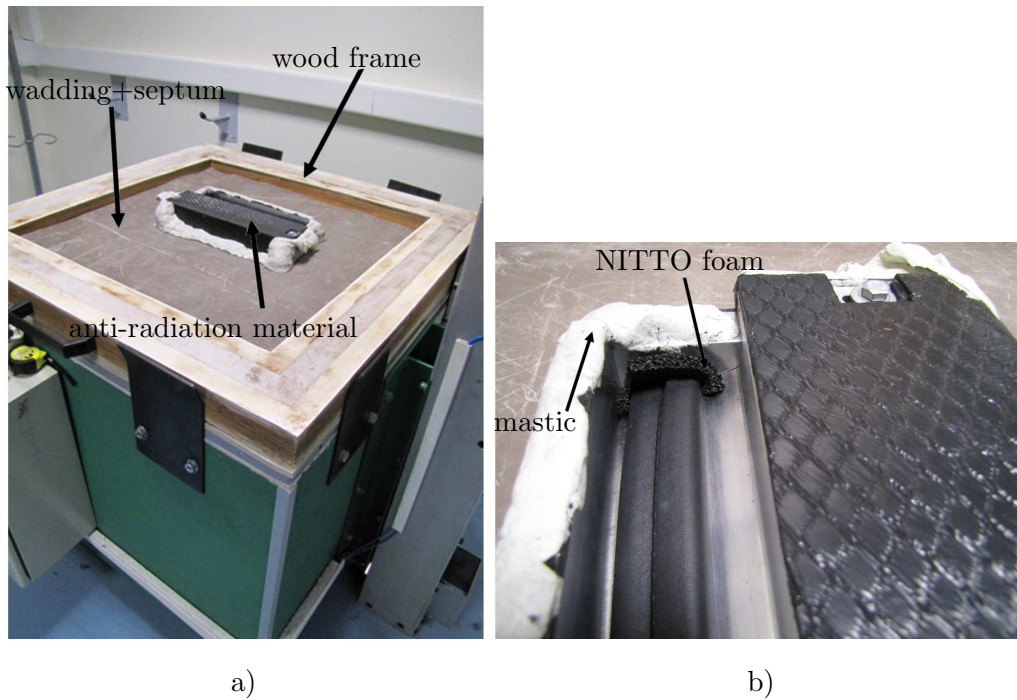 wood frame
wadding+septum
anti-radiation material
NITTO foam
mastic
a)
b)